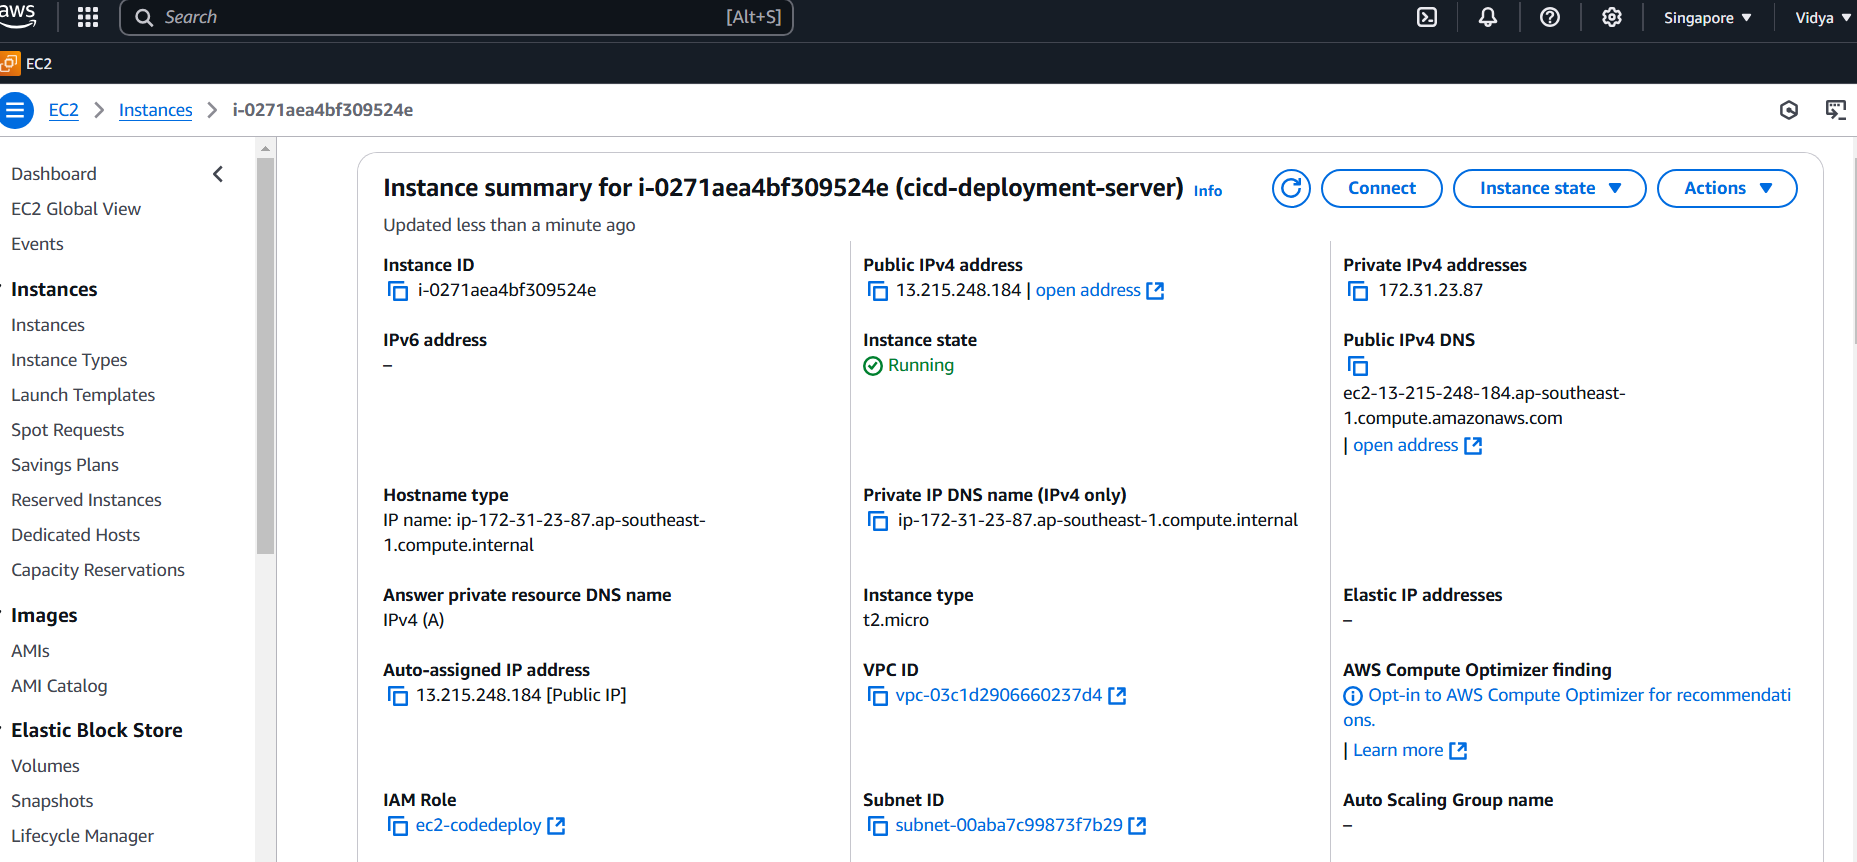 aws
Search
[Alt+S]
Singapore
Vidya
EC2
EC2
Instances
i-0271aea4bf309524e
Dashboard
EC2 Global View
Events
Instances
Instances
Instance Types
Launch Templates
Spot Requests
Savings Plans
Reserved Instances
Dedicated Hosts
Capacity Reservations
Images
AMIs
AMI Catalog
Elastic Block Store
Volumes
Snapshots
Lifecycle Manager
Instance summary for i-0271aea4bf309524e (cicd-deployment-server) Info
Updated less than a minute ago
Connect
Instance state
Actions
Instance ID
i-0271aea4bf309524e
Public IPv4 address
13.215.248.184 | open address
Private IPv4 addresses
172.31.23.87
IPv6 address
–
Instance state
Running
Public IPv4 DNS
ec2-13-215-248-184.ap-southeast-
1.compute.amazonaws.com
| open address
Hostname type
IP name: ip-172-31-23-87.ap-southeast-
1.compute.internal
Private IP DNS name (IPv4 only)
ip-172-31-23-87.ap-southeast-1.compute.internal
Answer private resource DNS name
IPv4 (A)
Instance type
t2.micro
Elastic IP addresses
–
Auto-assigned IP address
13.215.248.184 [Public IP]
VPC ID
vpc-03c1d2906660237d4
AWS Compute Optimizer finding
Opt-in to AWS Compute Optimizer for recommendati
ons.
| Learn more
IAM Role
ec2-codedeploy
Subnet ID
subnet-00aba7c99873f7b29
Auto Scaling Group name
–